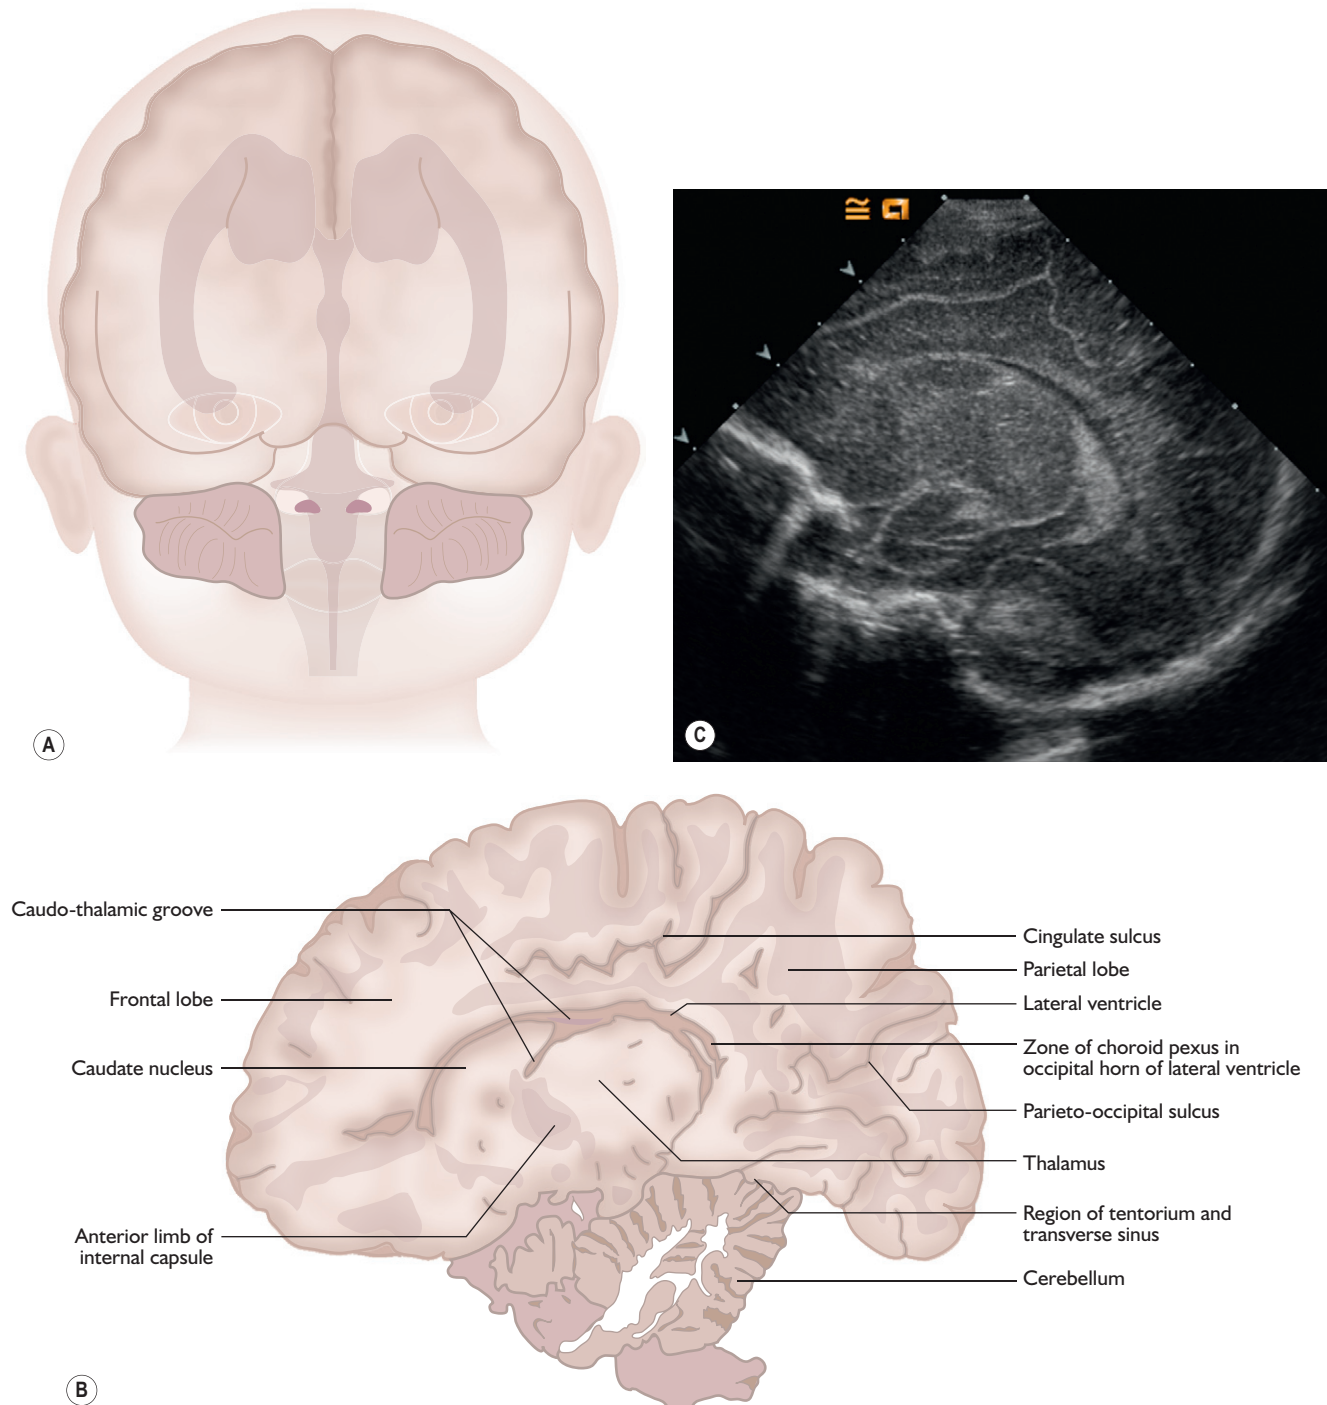 A
C
Caudo-thalamic groove
Frontal lobe
Caudate nucleus
Anterior limb of
internal capsule
Cingulate sulcus
Parietal lobe
Lateral ventricle
Zone of choroid pexus in
occipital horn of lateral ventricle
Parieto-occipital sulcus
Thalamus
Region of tentorium and
transverse sinus
Cerebellum
B